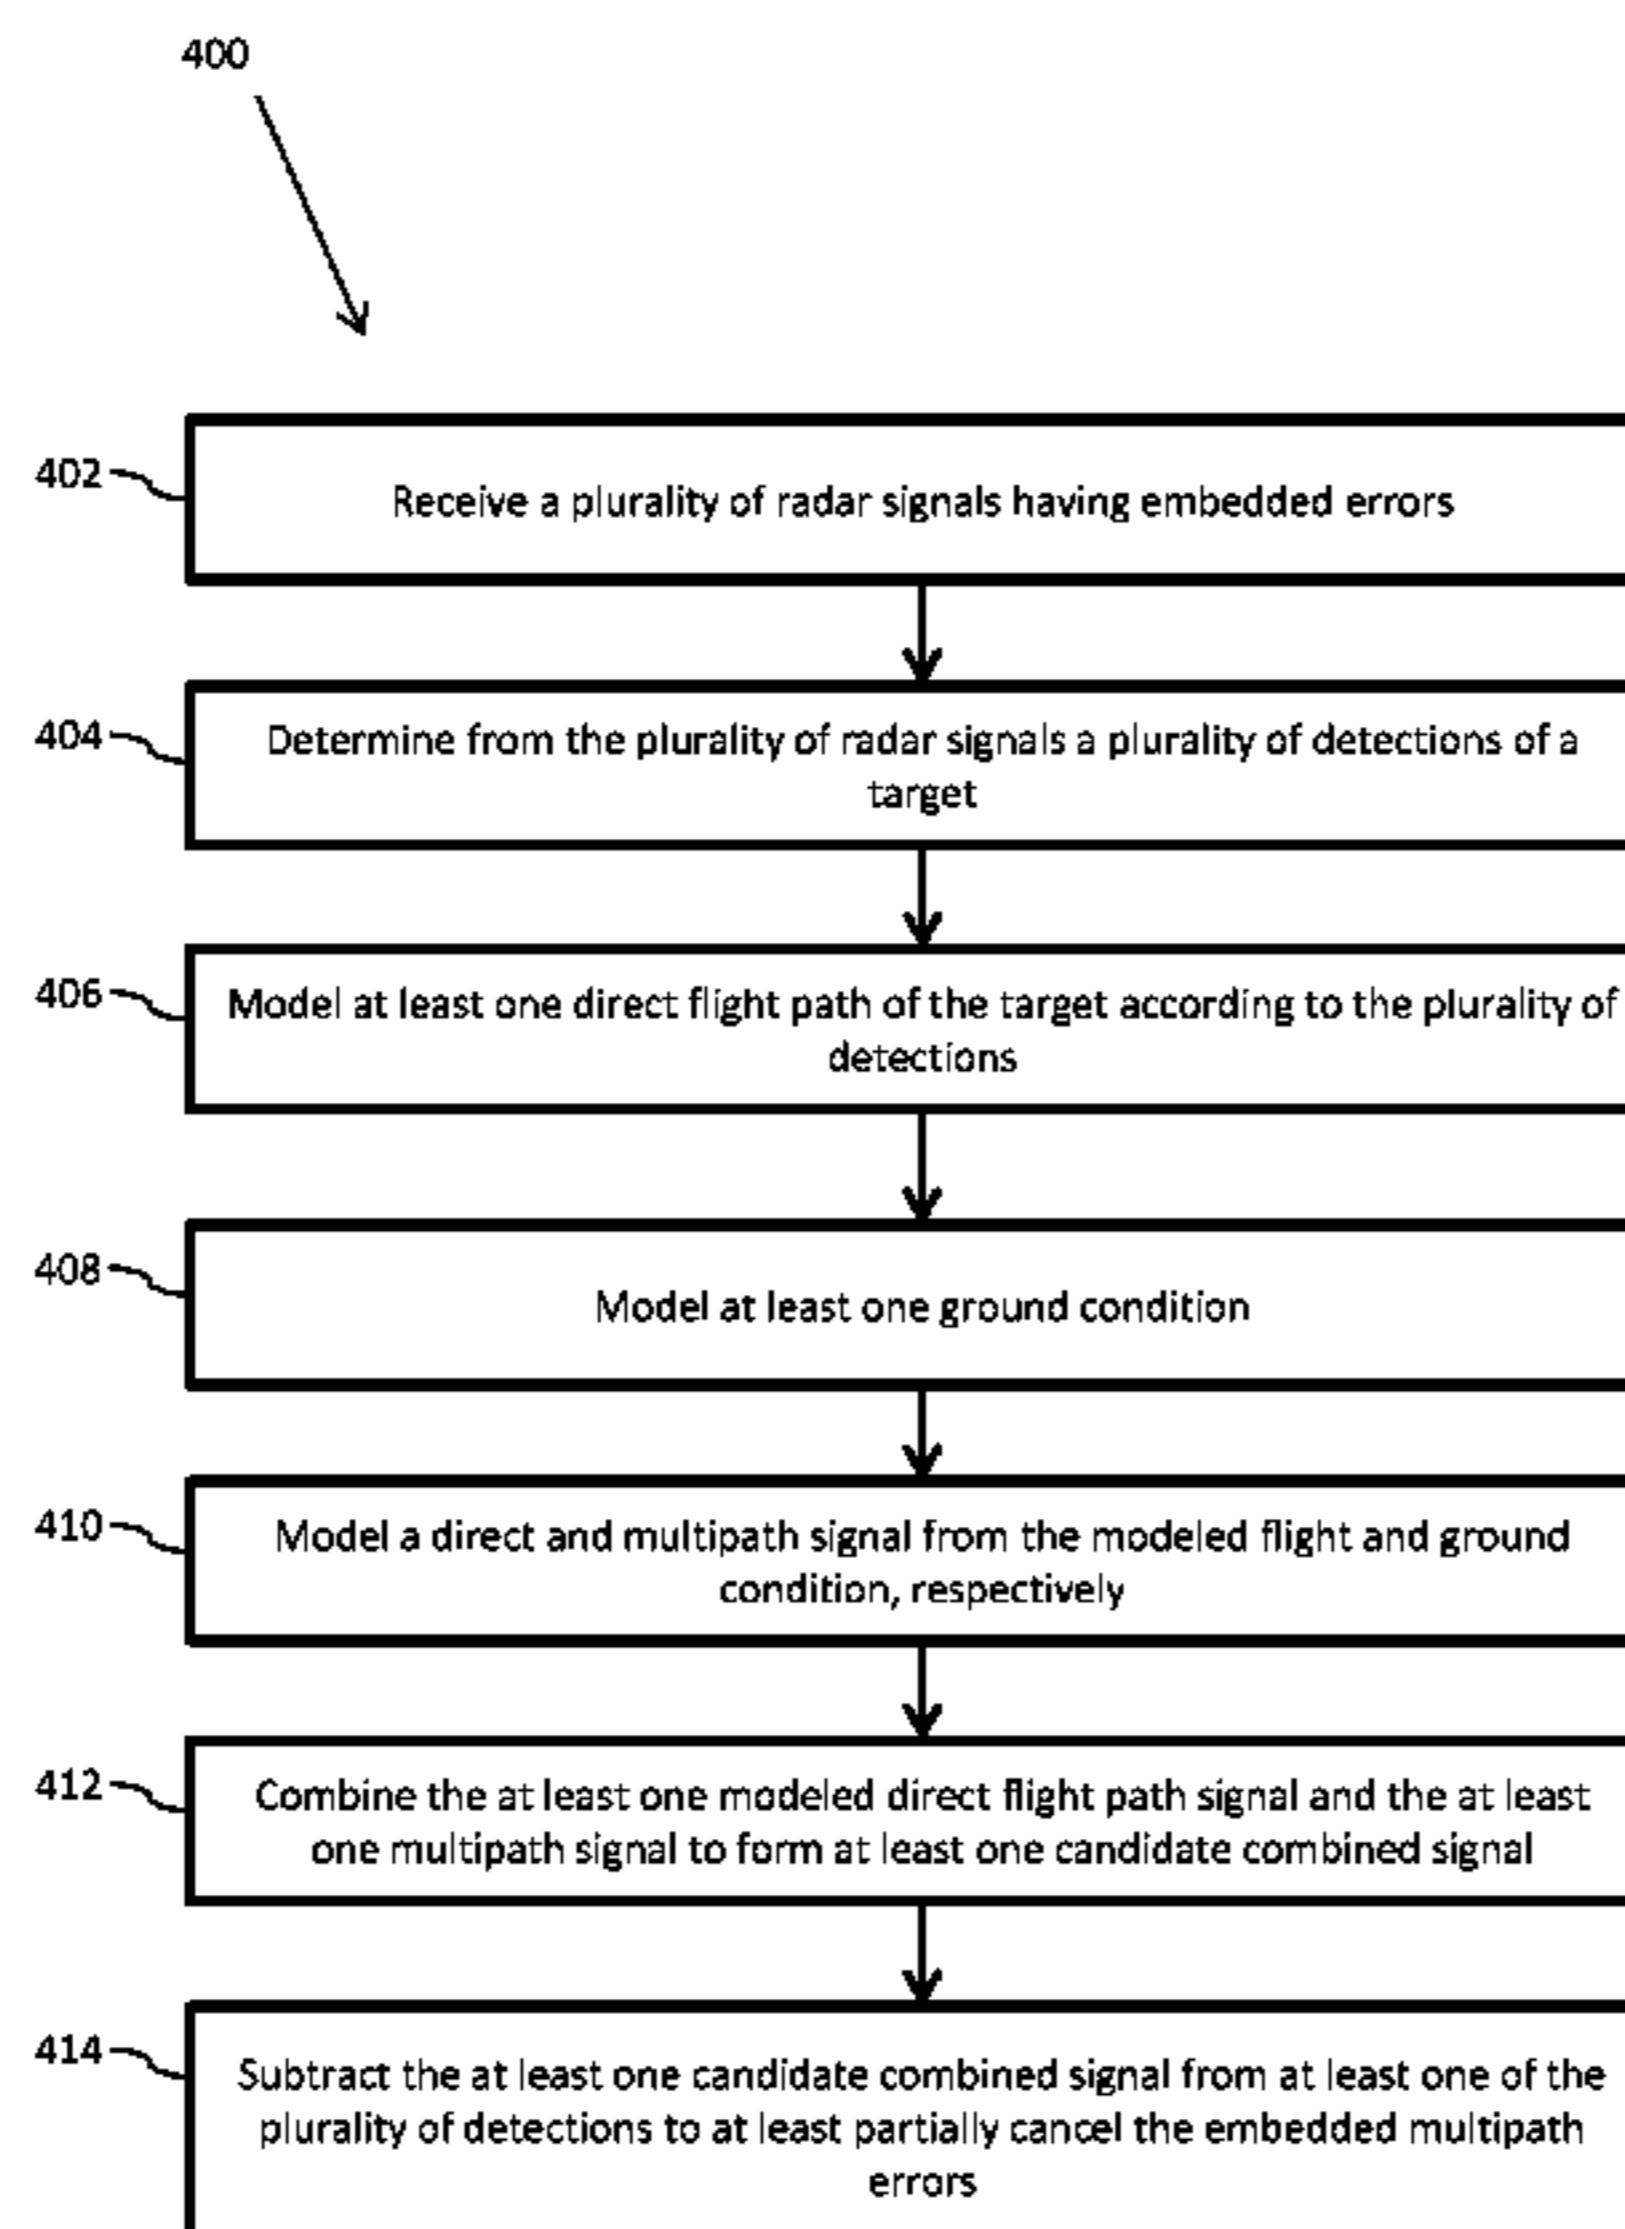 400
402
Receive a plurality of radar signals having embedded errors
404
Determine from the plurality of radar signals a plurality of detections of a
target
406
Model at least one direct flight path of the target according to the plurality of
detections
408
Model at least one ground condition
410
Model a direct and multipath signal from the modeled flight and ground
condition, respectively
412
Combine the at least one modeled direct flight path signal and the at least
one multipath signal to form at least one candidate combined signal
414
Subtract the at least one candidate combined signal from at least one of the
plurality of detections to at least partially cancel the embedded multipath
errors